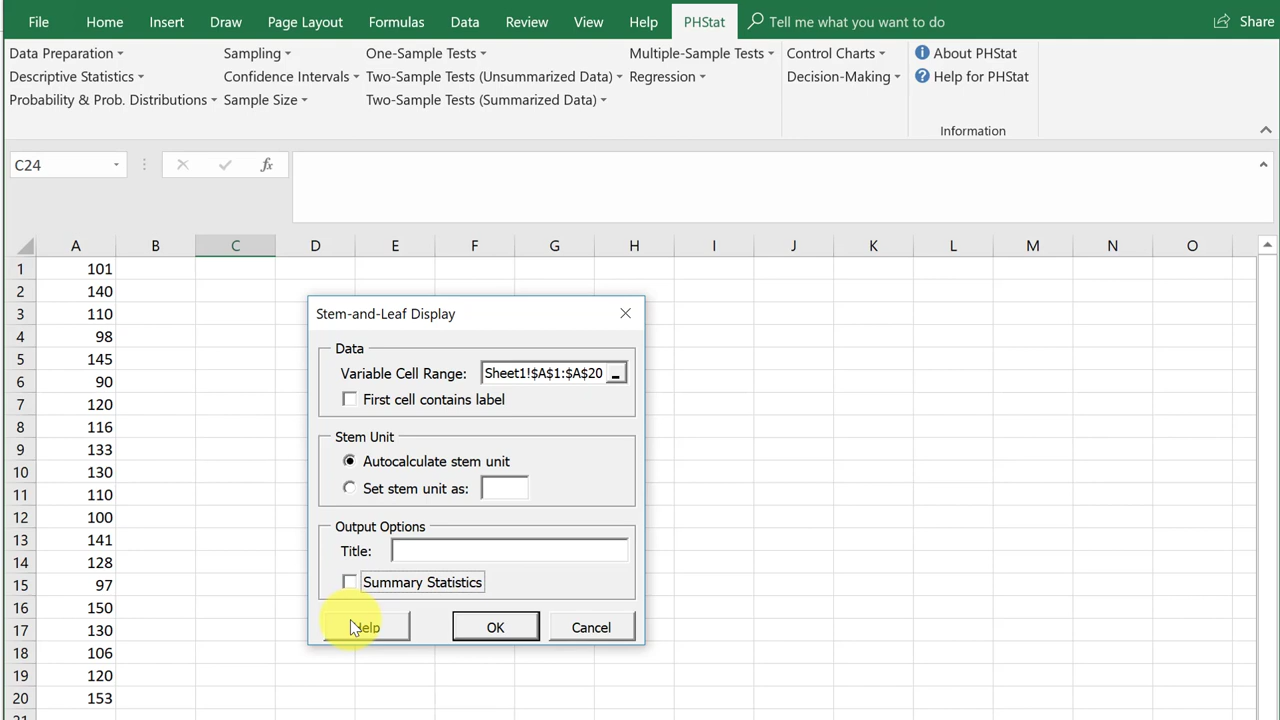 File Home Insert Draw Page Layout Formulas Data Review View Help PHStat Tell me what you want to do Share
Data Preparation Sampling One-Sample Tests Multiple-Sample Tests Control Charts About PHStat
Descriptive Statistics Confidence Intervals Two-Sample Tests (Unsummarized Data) Regression Decision-Making Help for PHStat
Probability & Prob. Distributions Sample Size Two-Sample Tests (Summarized Data)
Information
C24 fx
A B C D E F G H I J K L M N O
1 101
2 140
3 110
4 98
5 145
6 90
7 120
8 116
9 133
10 130
11 110
12 100
13 141
14 128
15 97
16 150
17 130
18 106
19 120
20 153
Stem-and-Leaf Display
Data
Variable Cell Range: Sheet1!$A$1:$A$20
First cell contains label
Stem Unit
Autocalculate stem unit
Set stem unit as:
Output Options
Title:
Summary Statistics
Help OK Cancel